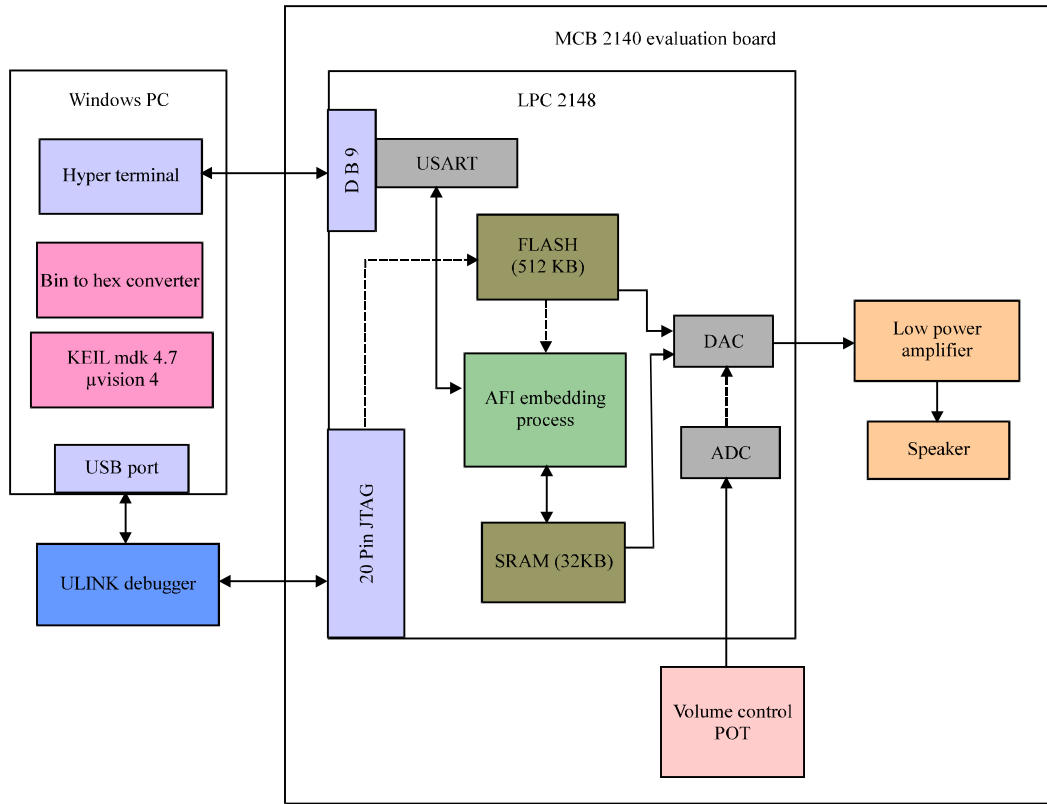 MCB 2140 evaluation board
Windows PC
LPC 2148
Hyper terminal
D B 9
USART
FLASH
(512 KB)
Bin to hex converter
KEIL mdk 4.7
µvision 4
DAC
Low power
amplifier
AFI embedding
process
ADC
Speaker
USB port
20 Pin JTAG
SRAM (32KB)
ULINK debugger
Volume control
POT